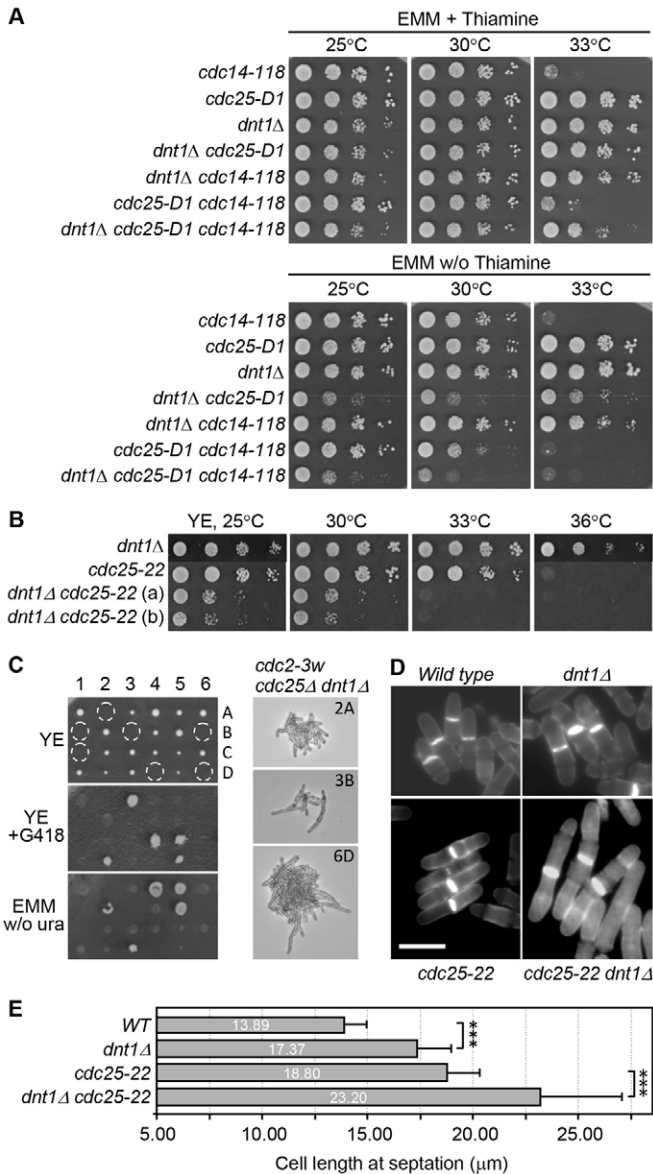 A
EMM + Thiamine
25°C 30°C 33°C
cdc14-118
cdc25-D1
dnt1Δ
dnt1Δ cdc25-D1
dnt1Δ cdc14-118
cdc25-D1 cdc14-118
dnt1Δ cdc25-D1 cdc14-118
EMM w/o Thiamine
25°C 30°C 33°C
cdc14-118
cdc25-D1
dnt1Δ
dnt1Δ cdc25-D1
dnt1Δ cdc14-118
cdc25-D1 cdc14-118
dnt1Δ cdc25-D1 cdc14-118
B
YE, 25°C 30°C 33°C 36°C
dnt1Δ
cdc25-22
dnt1Δ cdc25-22 (a)
dnt1Δ cdc25-22 (b)
C
1 2 3 4 5 6
A
B
C
D
YE
YE
+G418
EMM
w/o ura
cdc2-3w
cdc25Δ dnt1Δ
2A
3B
6D
D
Wild type dnt1Δ
cdc25-22 cdc25-22 dnt1Δ
E
WT 13.89
dnt1Δ 17.37
cdc25-22 18.80
dnt1Δ cdc25-22 23.20
***
***
5.00 10.00 15.00 20.00 25.00
Cell length at septation (μm)